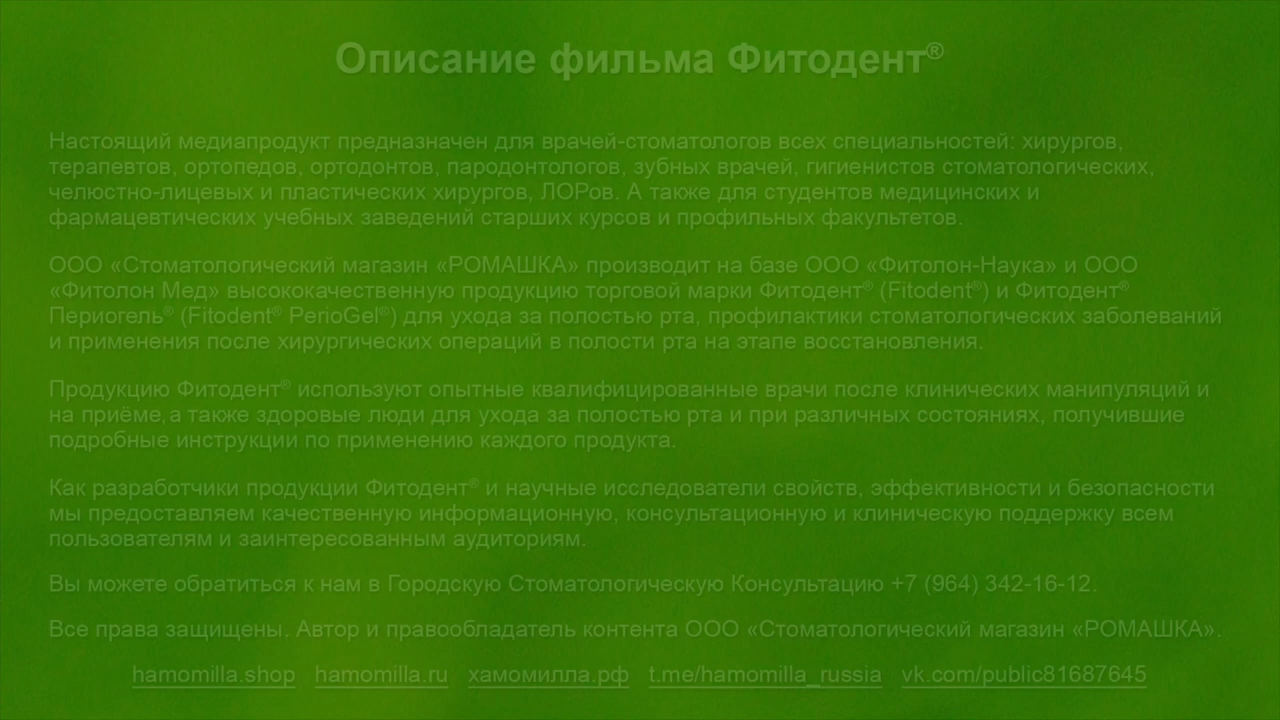 Описание фильма Фитодент®
Настоящий медиапродукт предназначен для врачей-стоматологов всех специальностей: хирургов,
терапевтов, ортопедов, ортодонтов, пародонтологов, зубных врачей, гигиенистов стоматологических,
челюстно-лицевых и пластических хирургов, ЛОРов. А также для студентов медицинских и
фармацевтических учебных заведений старших курсов и профильных факультетов.
ООО «Стоматологический магазин «РОМАШКА» производит на базе ООО «Фитолон-Наука» и ООО
«Фитолон Мед» высококачественную продукцию торговой марки Фитодент® (Fitodent®) и Фитодент®
Периогель® (Fitodent® PerioGel®) для ухода за полостью рта, профилактики стоматологических заболеваний
и применения после хирургических операций в полости рта на этапе восстановления.
Продукцию Фитодент® используют опытные квалифицированные врачи после клинических манипуляций и
на приёме, а также здоровые люди для ухода за полостью рта и при различных состояниях, получившие
подробные инструкции по применению каждого продукта.
Как разработчики продукции Фитодент® и научные исследователи свойств, эффективности и безопасности
мы предоставляем качественную информационную, консультационную и клиническую поддержку всем
пользователям и заинтересованным аудиториям.
Вы можете обратиться к нам в Городскую Стоматологическую Консультацию +7 (964) 342-16-12.
Все права защищены. Автор и правообладатель контента ООО «Стоматологический магазин «РОМАШКА».
hamomilla.shop hamomilla.ru хамомилла.рф t.me/hamomilla_russia vk.com/public81687645